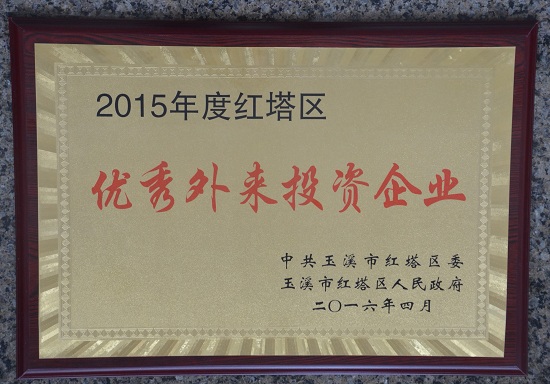 2015年度红塔区
优秀外来投资企业
中共玉溪市红塔区委
玉溪市红塔区人民政府
二〇一六年四月